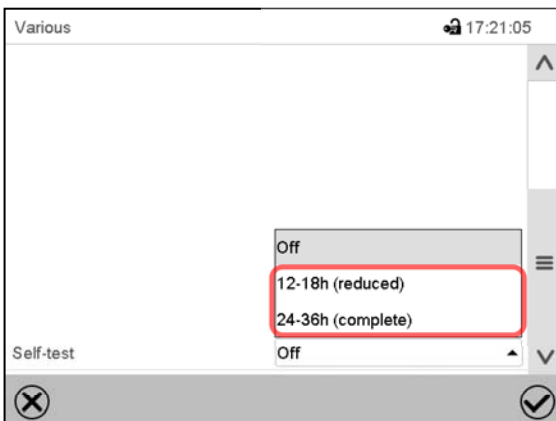 Various 17:21:05
Off
12-18h (reduced)
24-36h (complete)
Self-test Off